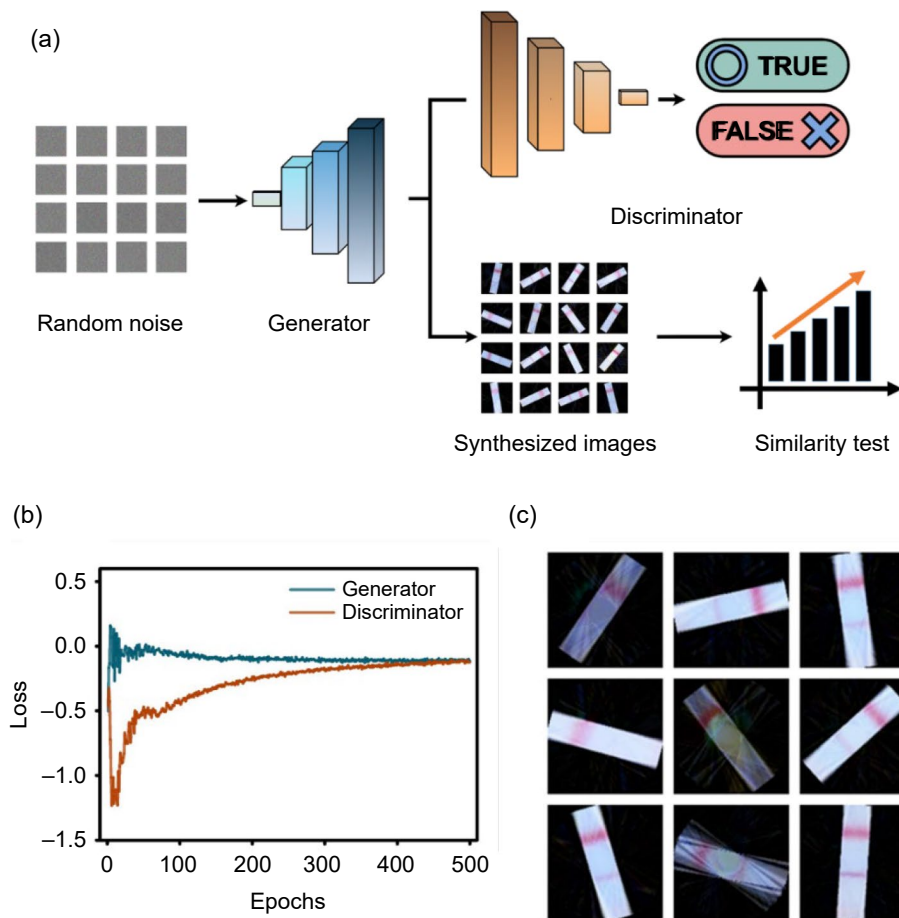 (a)
TRUE
FALSE
Discriminator
Random noise
Generator
Synthesized images
Similarity test
(b)
0.5
0.0
–0.5
–1.0
–1.5
Loss
Generator
Discriminator
0
100
200
300
400
500
Epochs
(c)